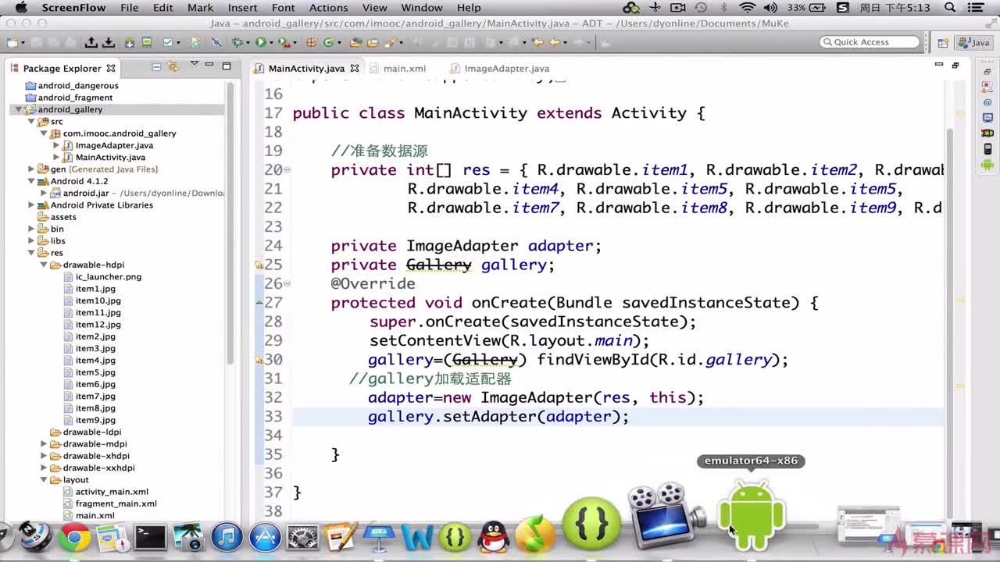 ScreenFlow File Edit Mark Insert Font Actions View Window Help 33% 周日 下午5:13
Java - android_gallery/src/com/imooc/android_gallery/MainActivity.java - ADT - /Users/dyonline/Documents/MuKe
Quick Access Java
Package Explorer MainActivity.java main.xml ImageAdapter.java
android_dangerous
android_fragment
android_gallery
src
com.imooc.android_gallery
ImageAdapter.java
MainActivity.java
gen [Generated Java Files]
Android 4.1.2
android.jar - /Users/dyonline/Downlo
Android Private Libraries
assets
bin
libs
res
drawable-hdpi
ic_launcher.png
item1.jpg
item10.jpg
item11.jpg
item12.jpg
item2.jpg
item3.jpg
item4.jpg
item5.jpg
item6.jpg
item7.jpg
item8.jpg
item9.jpg
drawable-ldpi
drawable-mdpi
drawable-xhdpi
drawable-xxhdpi
layout
activity_main.xml
fragment_main.xml
main.xml
16
17 public class MainActivity extends Activity {
18
19 //准备数据源
20 private int[] res = { R.drawable.item1, R.drawable.item2, R.drawab
21 R.drawable.item4, R.drawable.item5, R.drawable.item5,
22 R.drawable.item7, R.drawable.item8, R.drawable.item9, R.d
23
24 private ImageAdapter adapter;
25 private Gallery gallery;
26 @Override
27 protected void onCreate(Bundle savedInstanceState) {
28 super.onCreate(savedInstanceState);
29 setContentView(R.layout.main);
30 gallery=(Gallery) findViewById(R.id.gallery);
31 //gallery加载适配器
32 adapter=new ImageAdapter(res, this);
33 gallery.setAdapter(adapter);
34
35 }
36
37 }
38
emulator64-x86
慕课网